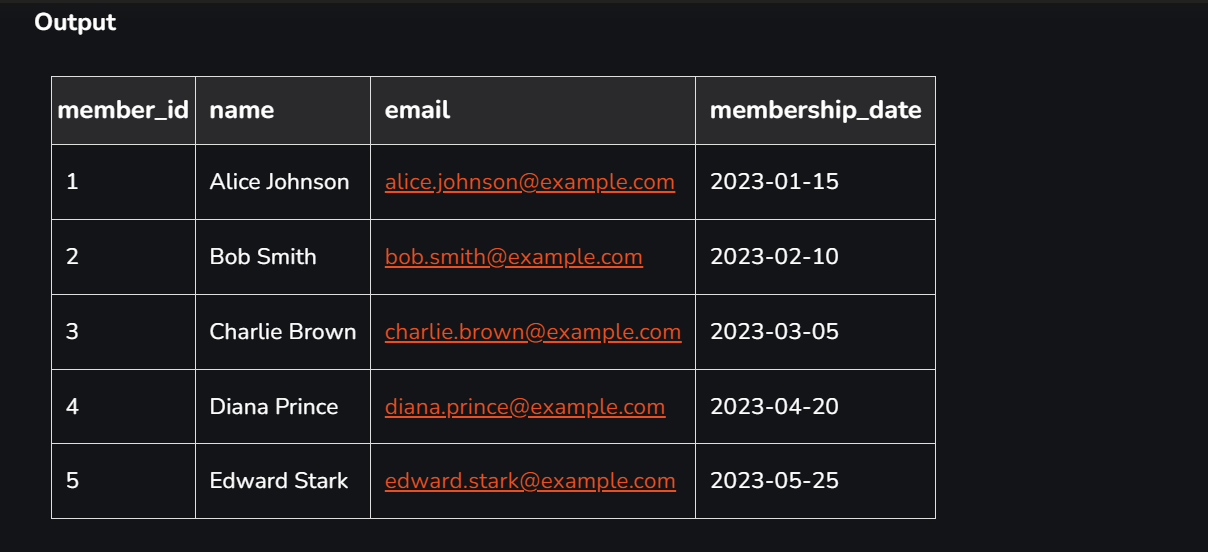 Output
member_id name email membership_date
1 Alice Johnson alice.johnson@example.com 2023-01-15
2 Bob Smith bob.smith@example.com 2023-02-10
3 Charlie Brown charlie.brown@example.com 2023-03-05
4 Diana Prince diana.prince@example.com 2023-04-20
5 Edward Stark edward.stark@example.com 2023-05-25